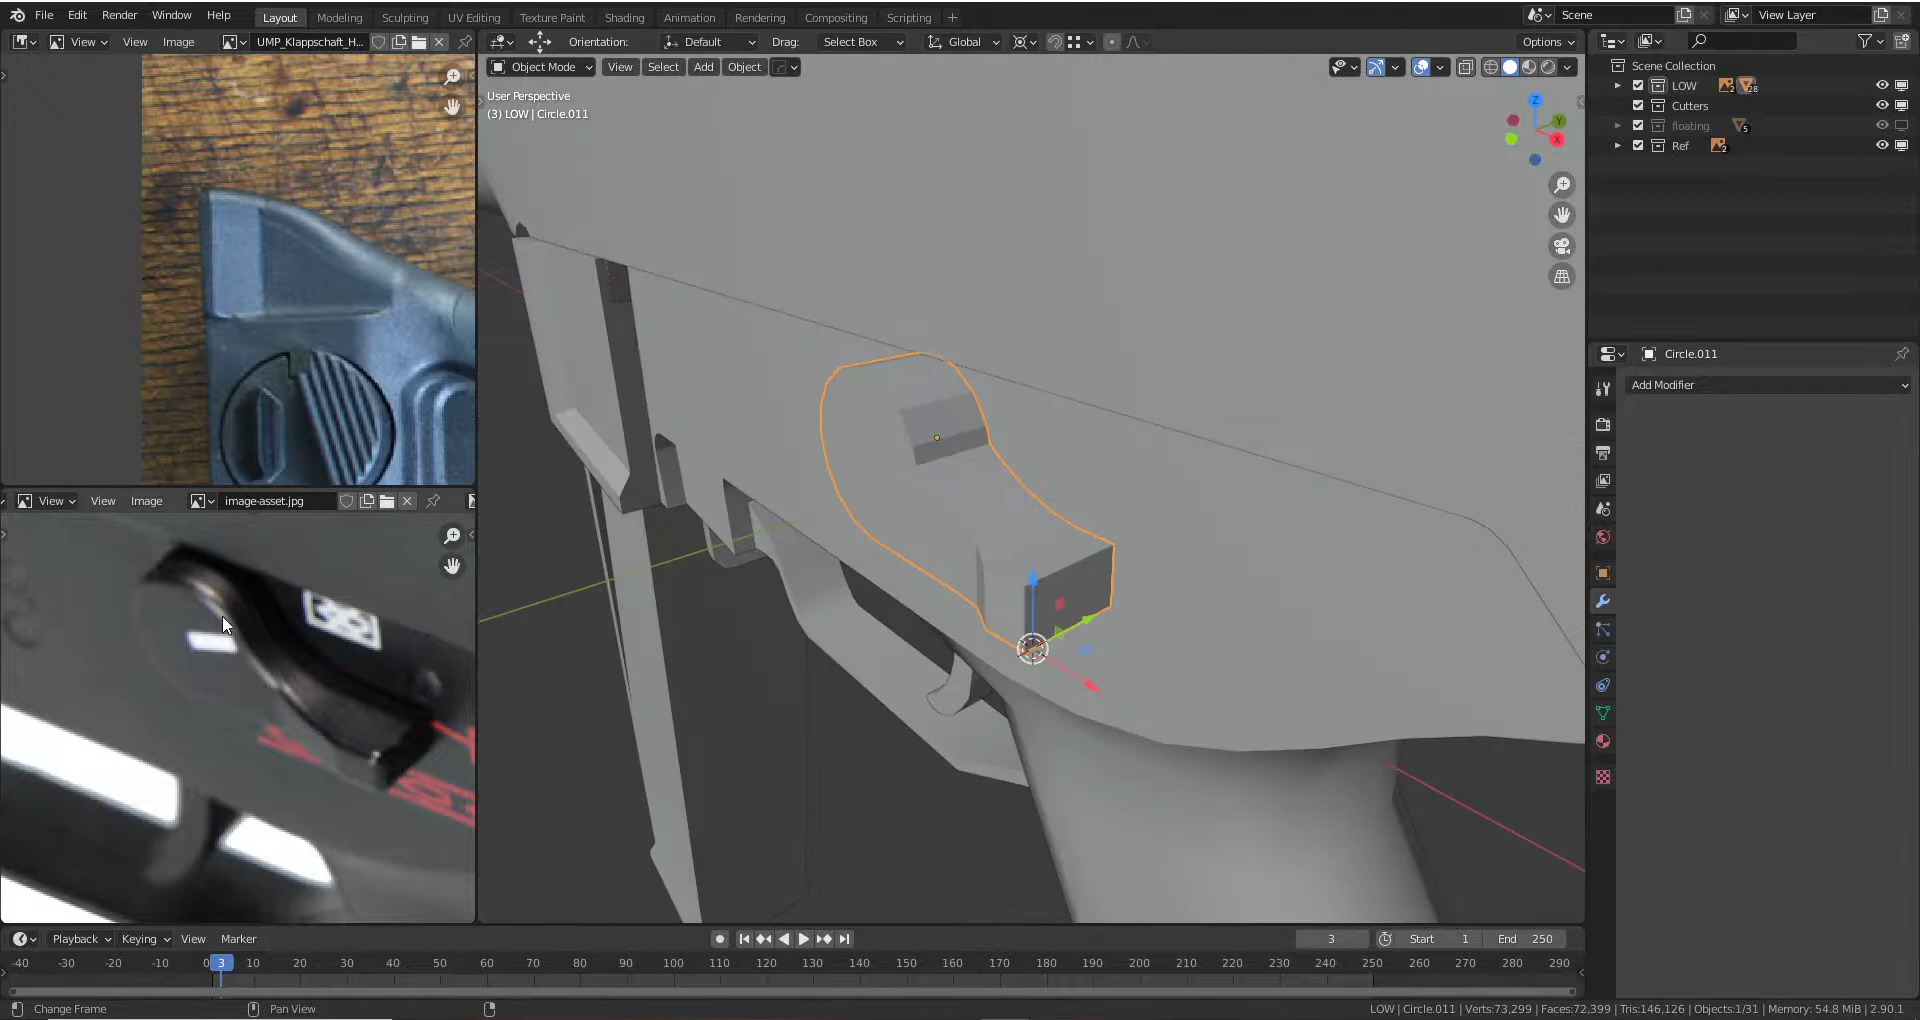 File Edit Render Window Help Layout Modeling Sculpting UV Editing Texture Paint Shading Animation Rendering Compositing Scripting + Scene View Layer
View View Image UMP_Klappschaft_H... Orientation: Default Drag: Select Box Global Options
Object Mode View Select Add Object
User Perspective
(3) LOW | Circle.011
Z
Y
X
Scene Collection
LOW 2 28
Cutters
floating 5
Ref 2
Circle.011
Add Modifier
View View Image image-asset.jpg
Playback Keying View Marker 3 Start 1 End 250
-40 -30 -20 -10 0 3 10 20 30 40 50 60 70 80 90 100 110 120 130 140 150 160 170 180 190 200 210 220 230 240 250 260 270 280 290
Change Frame Pan View LOW | Circle.011 | Verts:73,299 | Faces:72,399 | Tris:146,126 | Objects:1/31 | Memory: 54.8 MiB | 2.90.1